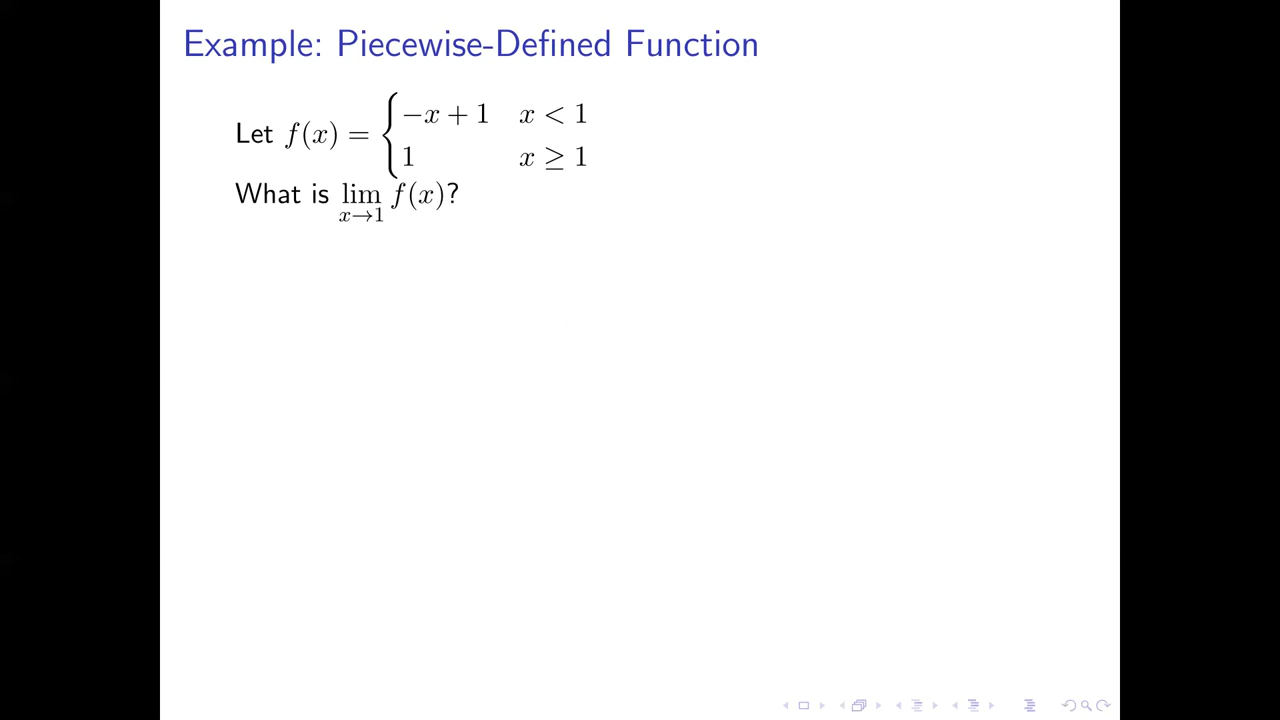 Example: Piecewise-Defined Function
Let f(x) = { −x + 1 x < 1
1 x ≥ 1
What is lim f(x)?
x→1